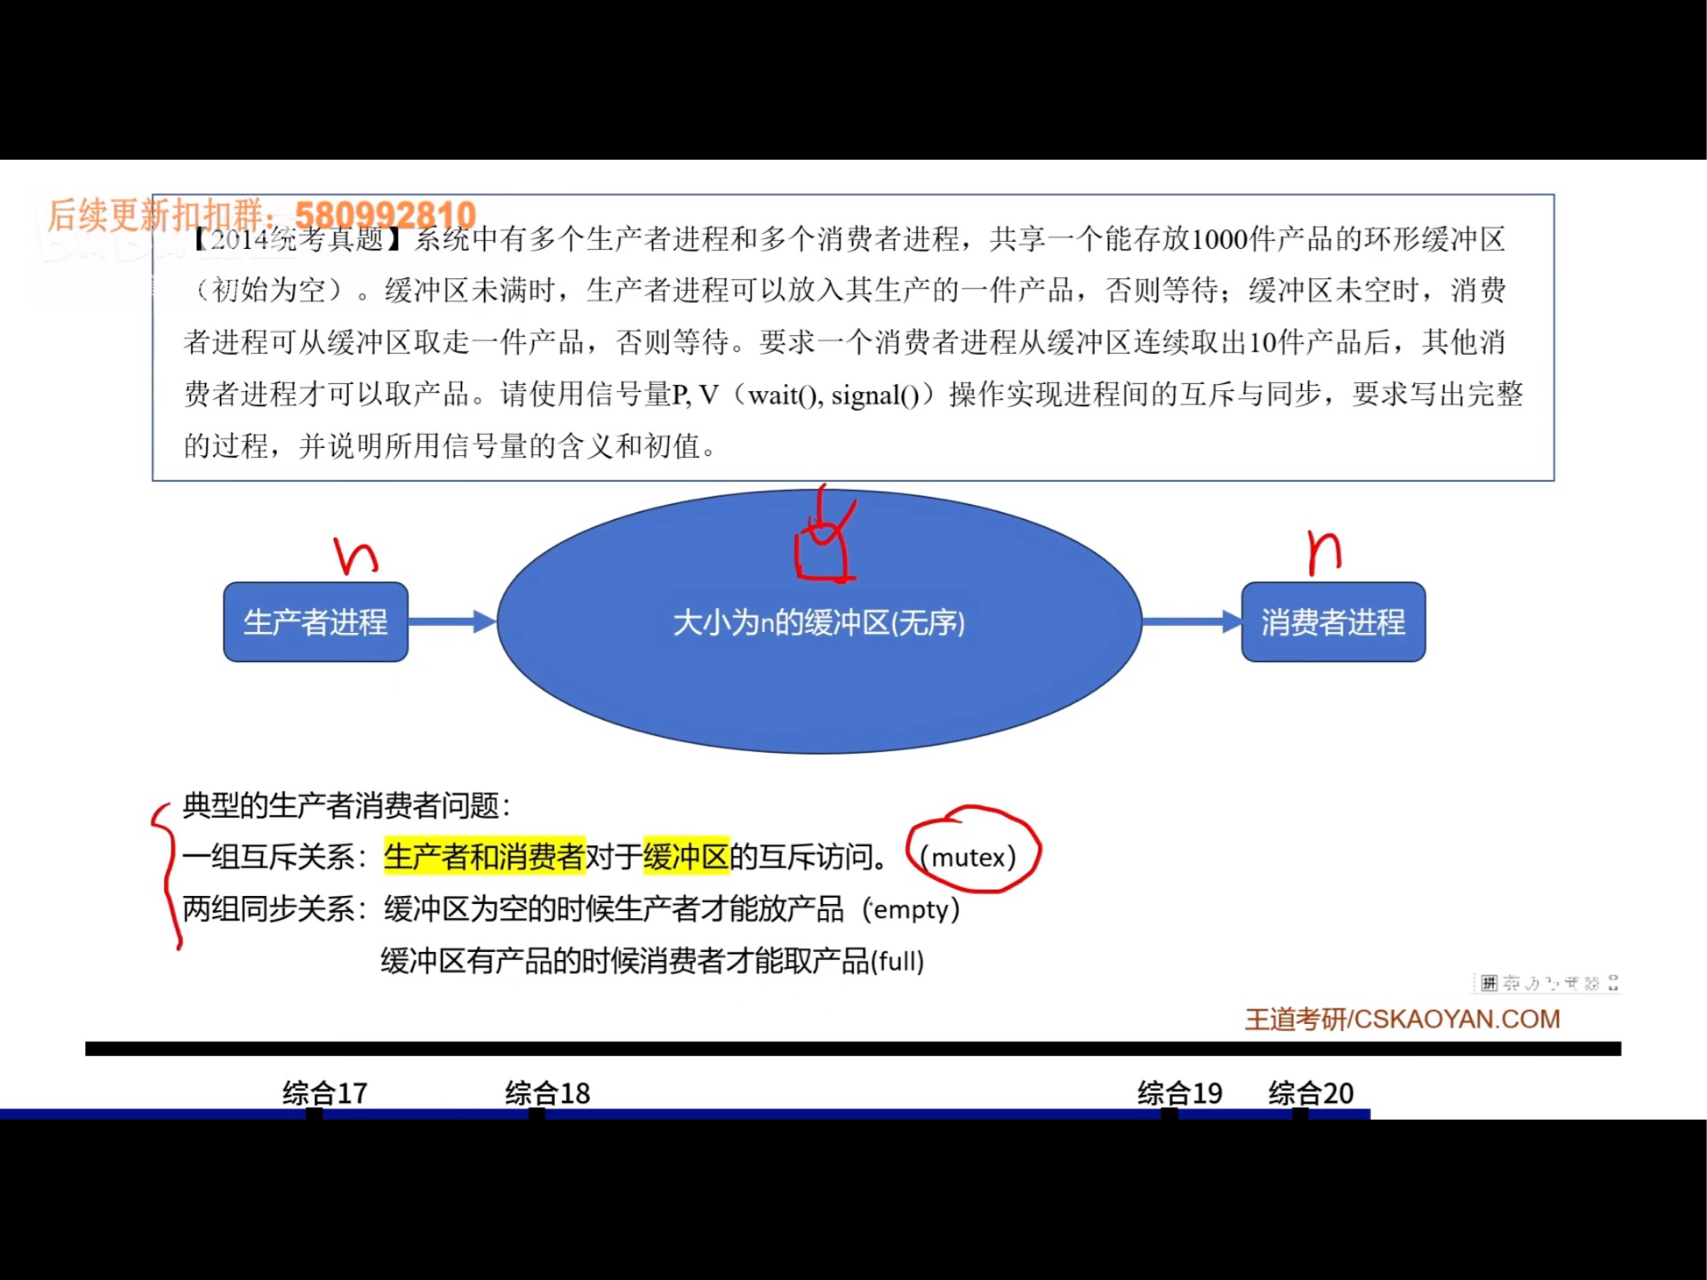 后续更新扣扣群：580992810
【2014统考真题】系统中有多个生产者进程和多个消费者进程，共享一个能存放1000件产品的环形缓冲区
（初始为空）。缓冲区未满时，生产者进程可以放入其生产的一件产品，否则等待；缓冲区未空时，消费
者进程可从缓冲区取走一件产品，否则等待。要求一个消费者进程从缓冲区连续取出10件产品后，其他消
费者进程才可以取产品。请使用信号量P, V（wait(), signal()）操作实现进程间的互斥与同步，要求写出完整
的过程，并说明所用信号量的含义和初值。
n
n
生产者进程
大小为n的缓冲区(无序)
消费者进程
典型的生产者消费者问题：
一组互斥关系：生产者和消费者对于缓冲区的互斥访问。（mutex）
两组同步关系：缓冲区为空的时候生产者才能放产品（empty）
缓冲区有产品的时候消费者才能取产品(full)
王道考研/CSKAOYAN.COM
综合17
综合18
综合19
综合20